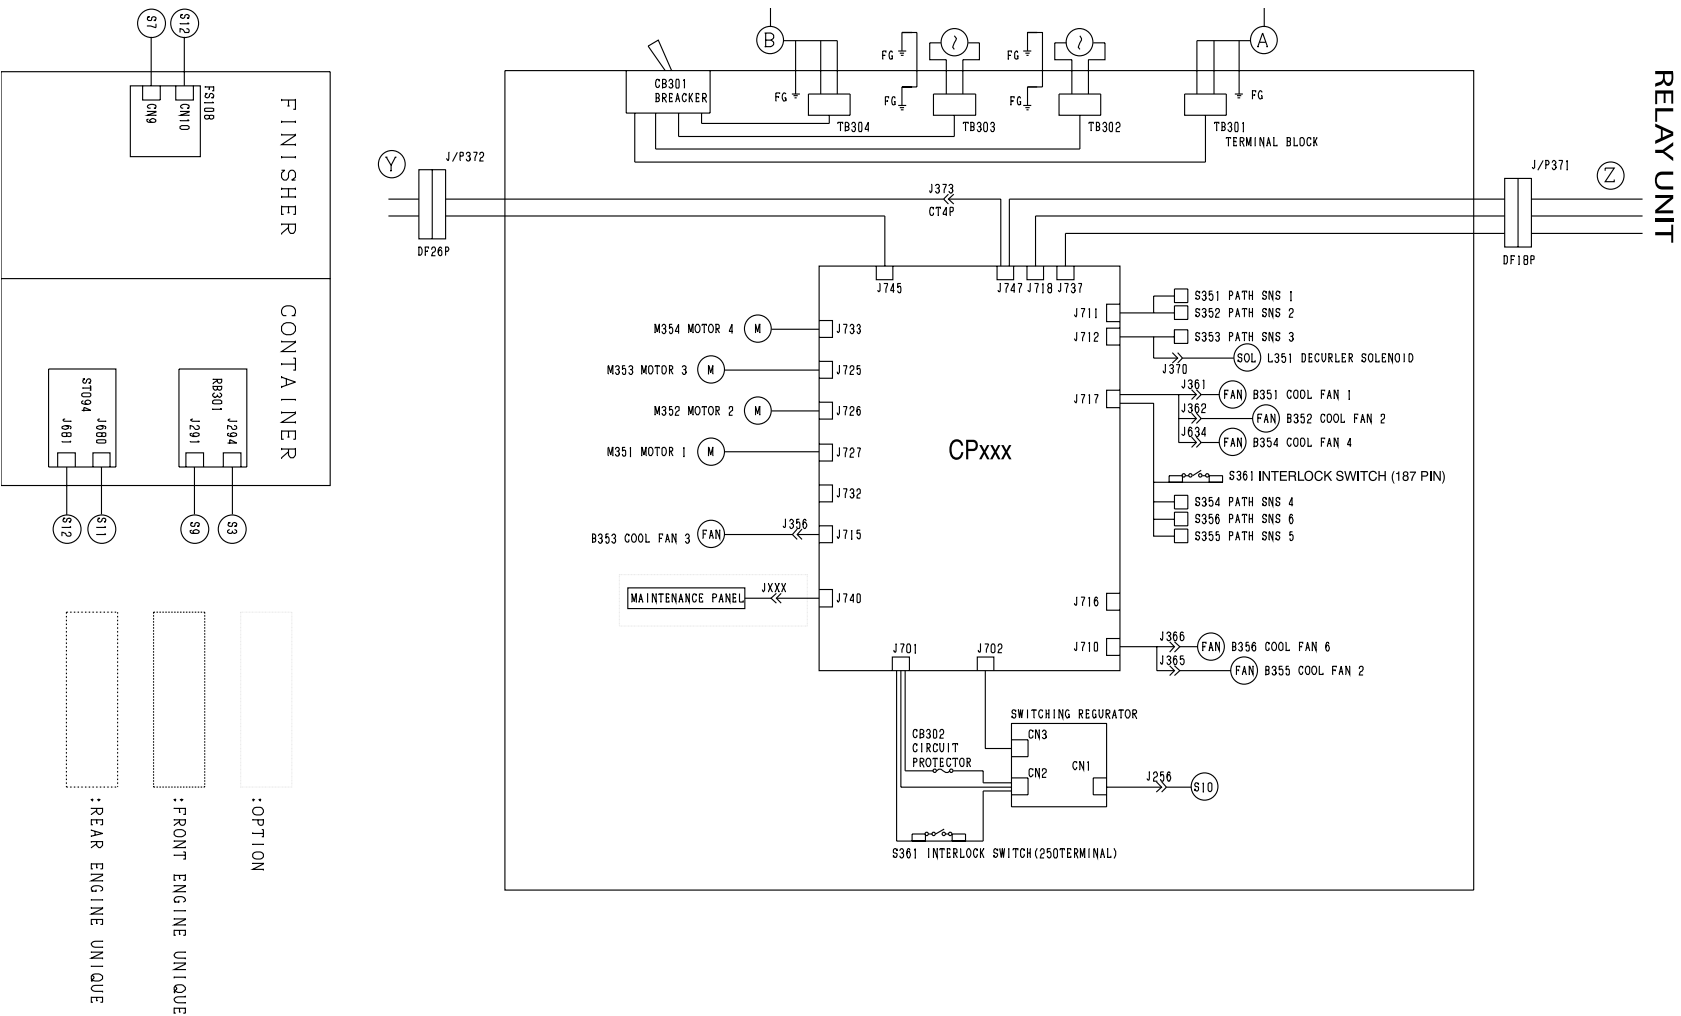 RELAY UNIT
S7
S12
B
A
FG
FG
FG
FG
FG
FG
CB301
BREACKER
TB304
TB303
TB302
TB301
TERMINAL BLOCK
FS108
CN9
CN10
FINISHER
Y
J/P372
DF26P
J373
CT4P
J/P371
Z
DF18P
J745
J747
J718
J737
CONTAINER
ST094
J681
J680
RB301
J291
J294
S12
S11
S9
S3
M354 MOTOR 4
M
J733
M353 MOTOR 3
M
J725
M352 MOTOR 2
M
J726
M351 MOTOR 1
M
J727
J732
B353 COOL FAN 3
FAN
J356
J715
MAINTENANCE PANEL
JXXX
J740
CPxxx
J711
S351 PATH SNS 1
S352 PATH SNS 2
J712
S353 PATH SNS 3
J370
SOL
L351 DECURLER SOLENOID
J717
J361
FAN
B351 COOL FAN 1
J362
FAN
B352 COOL FAN 2
J634
FAN
B354 COOL FAN 4
S361 INTERLOCK SWITCH (187 PIN)
S354 PATH SNS 4
S356 PATH SNS 6
S355 PATH SNS 5
J716
J710
J366
FAN
B356 COOL FAN 6
J365
FAN
B355 COOL FAN 2
J701
J702
SWITCHING REGURATOR
CN3
CN2
CN1
CB302
CIRCUIT
PROTECTOR
J256
S10
S361 INTERLOCK SWITCH(250TERMINAL)
:OPTION
:FRONT ENGINE UNIQUE
:REAR ENGINE UNIQUE